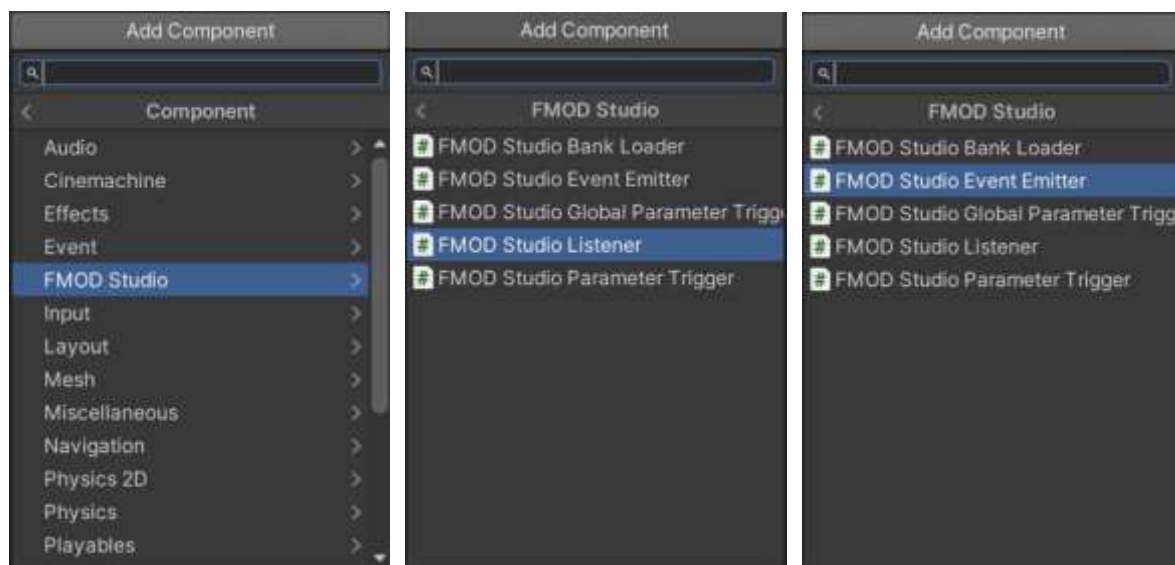 Add Component
Component
Audio
Cinemachine
Effects
Event
FMOD Studio
Input
Layout
Mesh
Miscellaneous
Navigation
Physics 2D
Physics
Playables
Add Component
FMOD Studio
FMOD Studio Bank Loader
FMOD Studio Event Emitter
FMOD Studio Global Parameter Trigg
FMOD Studio Listener
FMOD Studio Parameter Trigger
Add Component
FMOD Studio
FMOD Studio Bank Loader
FMOD Studio Event Emitter
FMOD Studio Global Parameter Trigg
FMOD Studio Listener
FMOD Studio Parameter Trigger